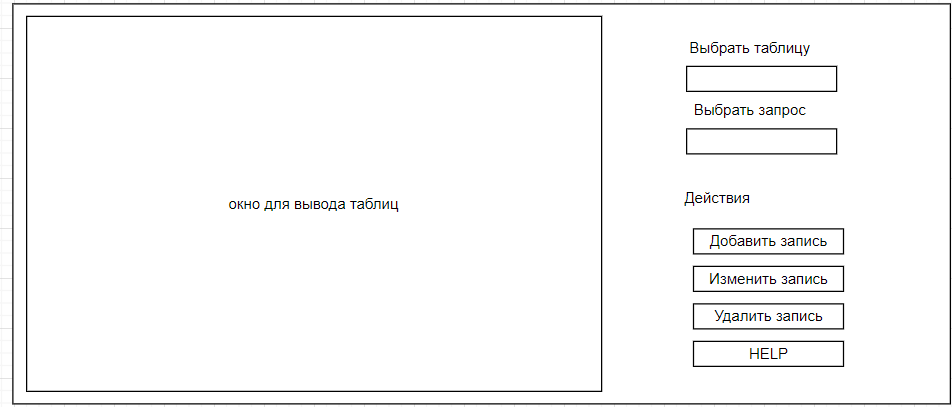 окно для вывода таблиц
Выбрать таблицу
Выбрать запрос
Действия
Добавить запись
Изменить запись
Удалить запись
HELP